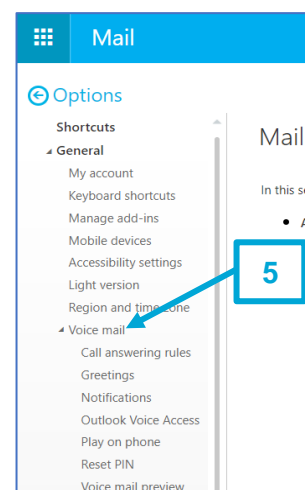 Mail
Options
Shortcuts
General
My account
Keyboard shortcuts
Manage add-ins
Mobile devices
Accessibility settings
Light version
Region and time zone
Voice mail
Call answering rules
Greetings
Notifications
Outlook Voice Access
Play on phone
Reset PIN
Voice mail preview
Mail
In this
5